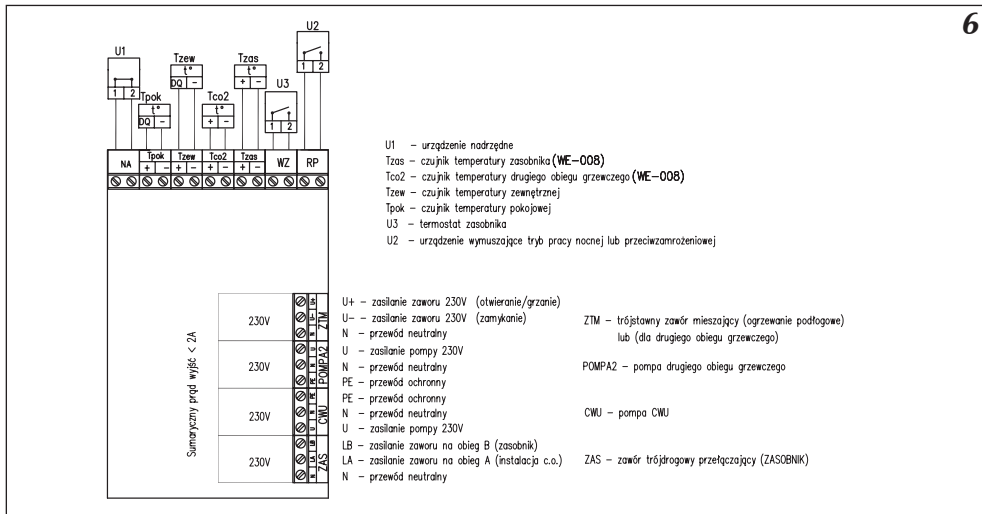 6
U2
U1
Tzew
Tzas
1 2
t°
t°
1 2
DQ −
+ −
U3
Tpok
Tco2
t°
t°
DQ −
+ −
1 2
NA
Tpok
Tzew
Tco2
Tzas
WZ
RP
+ − + − + − + −
U1 – urządzenie nadrzędne
Tzas – czujnik temperatury zasobnika (WE–008)
Tco2 – czujnik temperatury drugiego obiegu grzewczego (WE–008)
Tzew – czujnik temperatury zewnętrznej
Tpok – czujnik temperatury pokojowej
U3 – termostat zasobnika
U2 – urządzenie wymuszające tryb pracy nocnej lub przeciwzamrożeniowej
Sumaryczny prąd wyjść < 2A
230V
U+
U−
N
ZTM
U+ – zasilanie zaworu 230V (otwieranie/grzanie)
U− – zasilanie zaworu 230V (zamykanie)
N – przewód neutralny
ZTM – trójstawny zawór mieszający (ogrzewanie podłogowe)
lub (dla drugiego obiegu grzewczego)
230V
U
N
PE
POMPA2
U – zasilanie pompy 230V
N – przewód neutralny
PE – przewód ochronny
POMPA2 – pompa drugiego obiegu grzewczego
230V
PE
N
U
CWU
PE – przewód ochronny
N – przewód neutralny
U – zasilanie pompy 230V
CWU – pompa CWU
230V
LB
LA
N
ZAS
LB – zasilanie zaworu na obieg B (zasobnik)
LA – zasilanie zaworu na obieg A (instalacja c.o.)
N – przewód neutralny
ZAS – zawór trójdrogowy przełączający (ZASOBNIK)